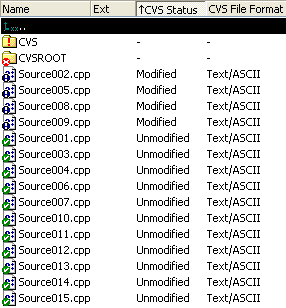 Name Ext ↑CVS Status CVS File Format
..
CVS - -
CVSROOT - -
Source002.cpp Modified Text/ASCII
Source005.cpp Modified Text/ASCII
Source008.cpp Modified Text/ASCII
Source009.cpp Modified Text/ASCII
Source001.cpp Unmodified Text/ASCII
Source003.cpp Unmodified Text/ASCII
Source004.cpp Unmodified Text/ASCII
Source006.cpp Unmodified Text/ASCII
Source007.cpp Unmodified Text/ASCII
Source010.cpp Unmodified Text/ASCII
Source011.cpp Unmodified Text/ASCII
Source012.cpp Unmodified Text/ASCII
Source013.cpp Unmodified Text/ASCII
Source014.cpp Unmodified Text/ASCII
Source015.cpp Unmodified Text/ASCII